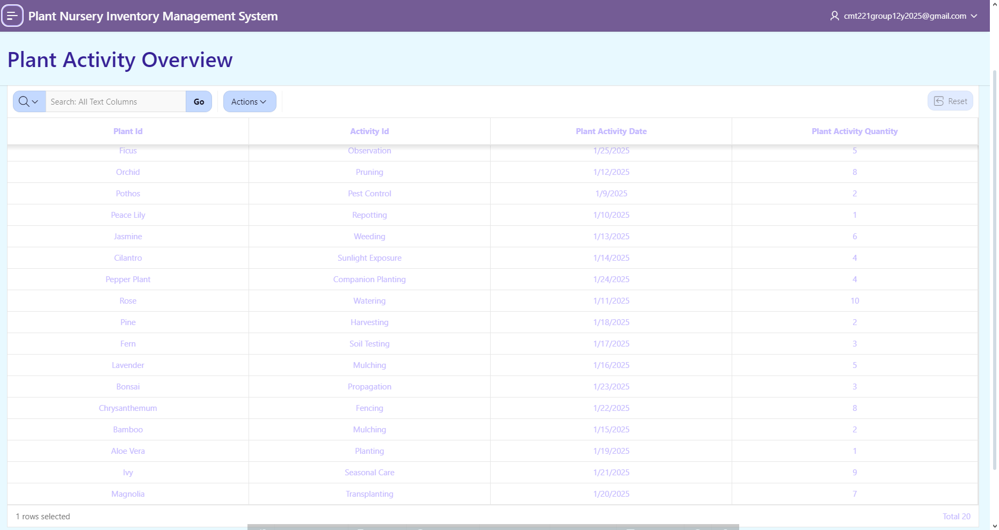 Plant Nursery Inventory Management System
cmt221group12y2025@gmail.com
Plant Activity Overview
Search: All Text Columns
Go
Actions
Reset
Plant Id Activity Id Plant Activity Date Plant Activity Quantity
Ficus Observation 1/25/2025 5
Orchid Pruning 1/12/2025 8
Pothos Pest Control 1/9/2025 2
Peace Lily Repotting 1/10/2025 1
Jasmine Weeding 1/13/2025 6
Cilantro Sunlight Exposure 1/14/2025 4
Pepper Plant Companion Planting 1/24/2025 4
Rose Watering 1/11/2025 10
Pine Harvesting 1/18/2025 2
Fern Soil Testing 1/17/2025 3
Lavender Mulching 1/16/2025 5
Bonsai Propagation 1/23/2025 3
Chrysanthemum Fencing 1/22/2025 8
Bamboo Mulching 1/15/2025 2
Aloe Vera Planting 1/19/2025 1
Ivy Seasonal Care 1/21/2025 9
Magnolia Transplanting 1/20/2025 7
1 rows selected Total 20